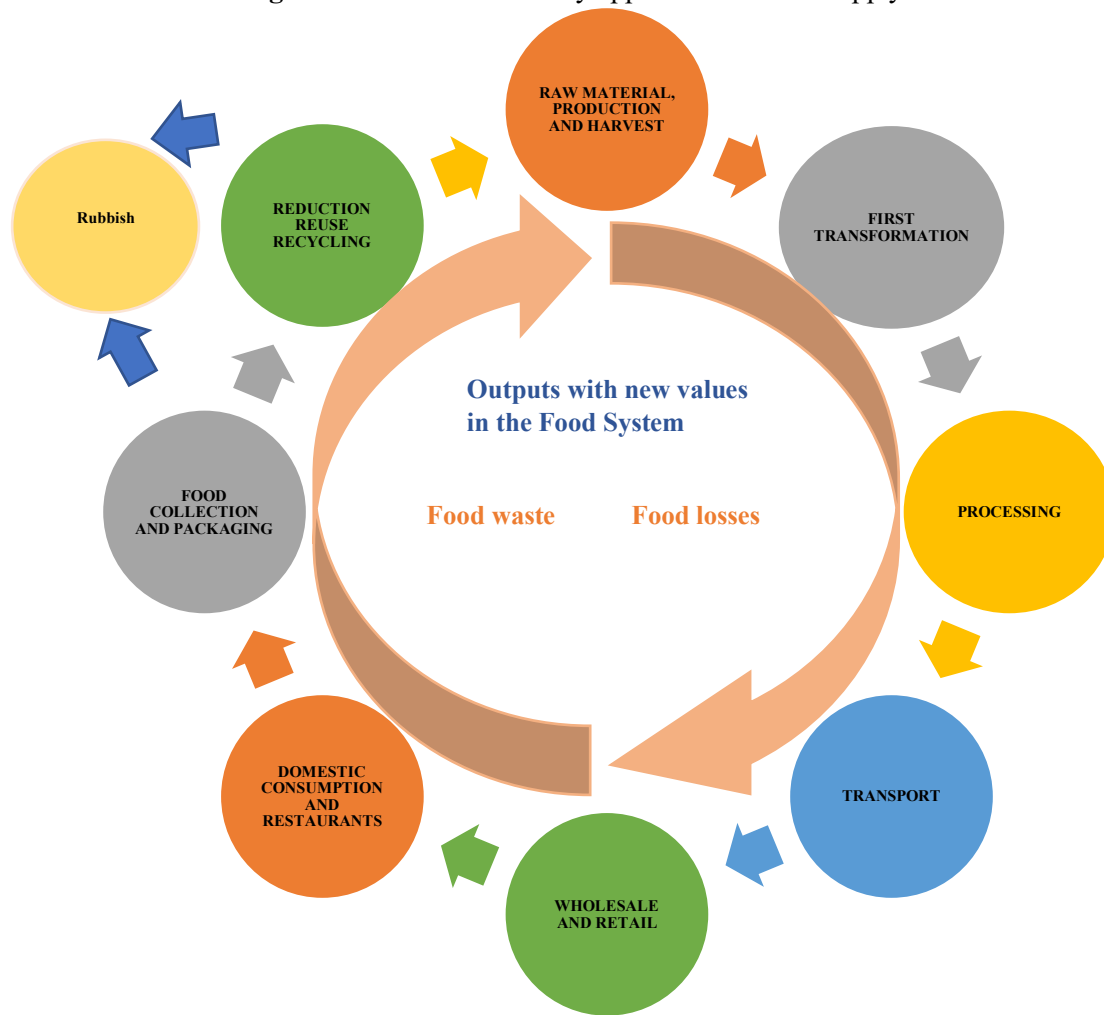 RAW MATERIAL,
PRODUCTION
AND HARVEST
FIRST
TRANSFORMATION
PROCESSING
TRANSPORT
WHOLESALE
AND RETAIL
DOMESTIC
CONSUMPTION
AND
RESTAURANTS
FOOD
COLLECTION
AND PACKAGING
REDUCTION
REUSE
RECYCLING
Rubbish
Outputs with new values
in the Food System
Food waste
Food losses